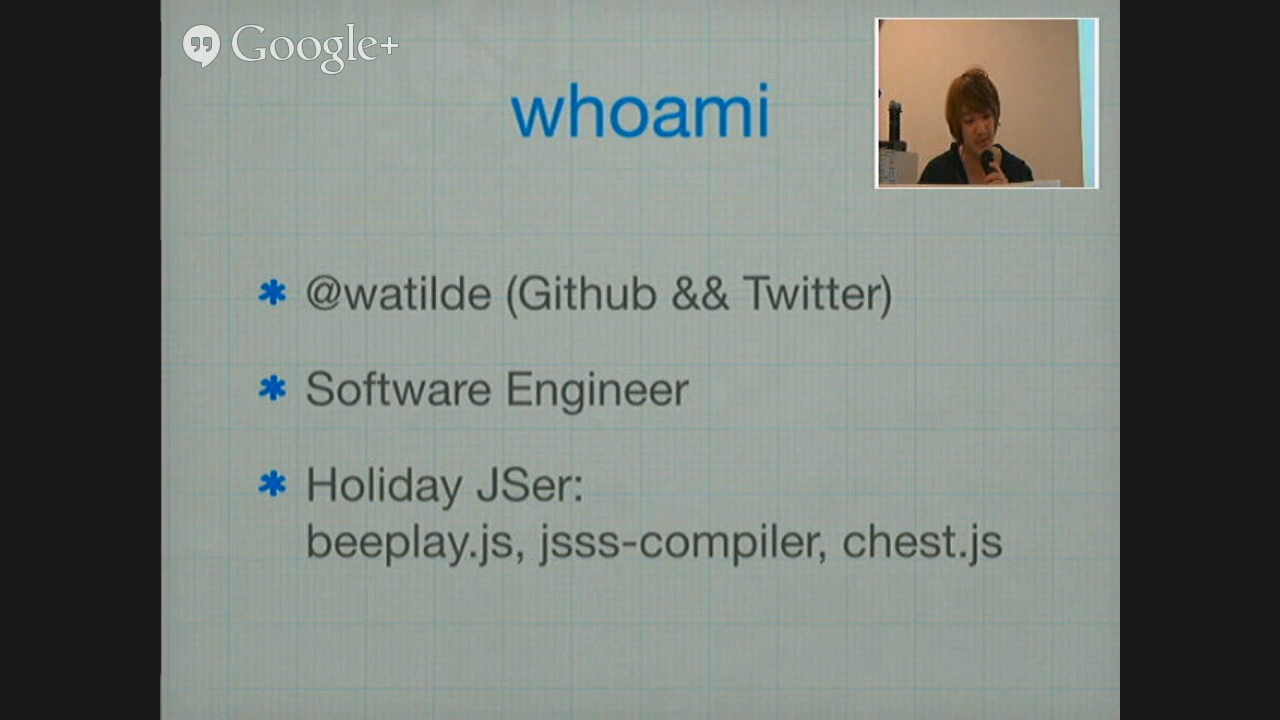 Google+
whoami
@watilde (Github && Twitter)
Software Engineer
Holiday JSer:
beeplay.js, jsss-compiler, chest.js